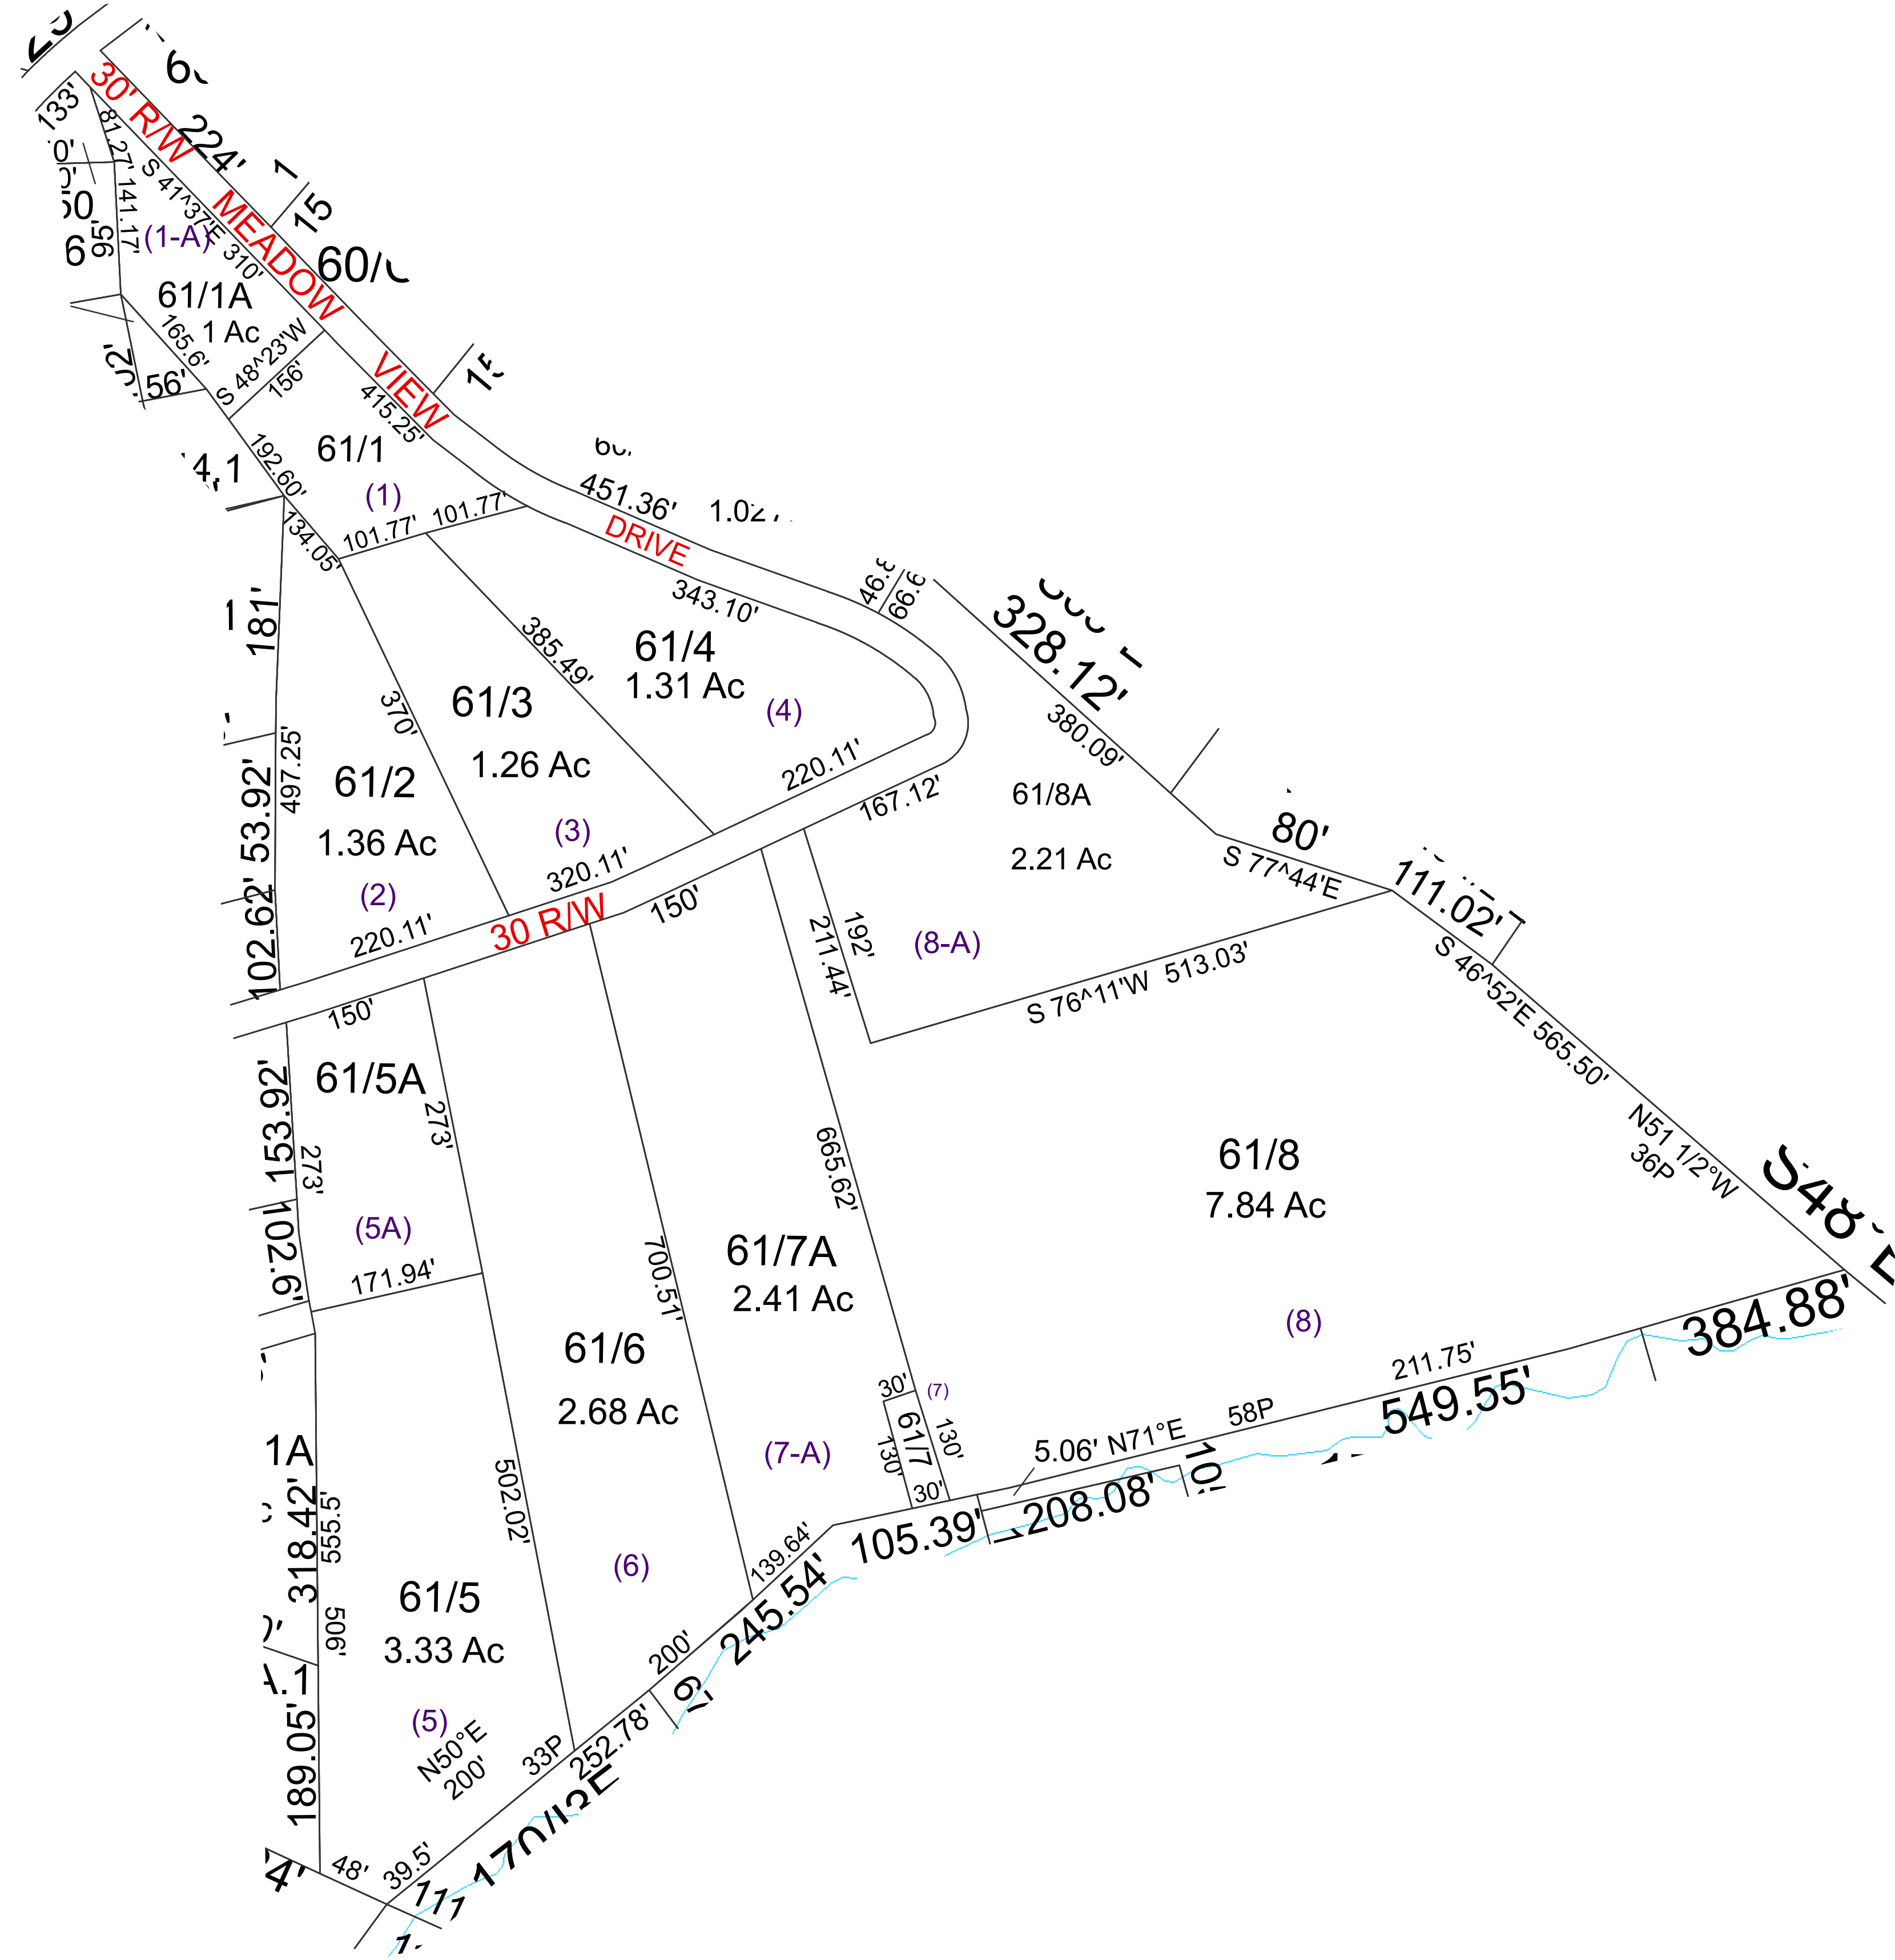 133'
30' R/W
224'
81.27'
141.17'
95'
S 41^37'E 310'
MEADOW
15
(1-A)
61/1A
1 Ac
165.6'
S 48^23'W
156'
56'
VIEW
415.25'
61/1
192.60'
(1)
101.77'
101.77'
134.05'
451.36'
DRIVE
343.10'
181'
385.49'
370'
61/4
1.31 Ac
(4)
61/3
1.26 Ac
(3)
328.12'
380.09'
61/2
1.36 Ac
(2)
497.25'
53.92'
102.62'
220.11'
167.12'
61/8A
2.21 Ac
80'
S 77^44'E
320.11'
220.11'
30 R/W
150'
192'
211.44'
(8-A)
111.02'
S 76^11'W 513.03'
S 46^52'E 565.50'
150'
61/5A
153.92'
273'
273'
(5A)
102.9'
171.94'
N51 1/2°W
36P
665.62'
61/8
7.84 Ac
(8)
700.51'
61/7A
2.41 Ac
61/6
2.68 Ac
384.88'
211.75'
549.55'
30'
(7)
61/7
130'
130'
30'
(7-A)
58P
5.06' N71°E
208.08'
105.39'
1A
318.42'
555.5'
506'
502.02'
139.64'
(6)
245.54'
61/5
3.33 Ac
200'
(5)
N50°E
200'
33P
252.78'
189.05'
48'
39.5'